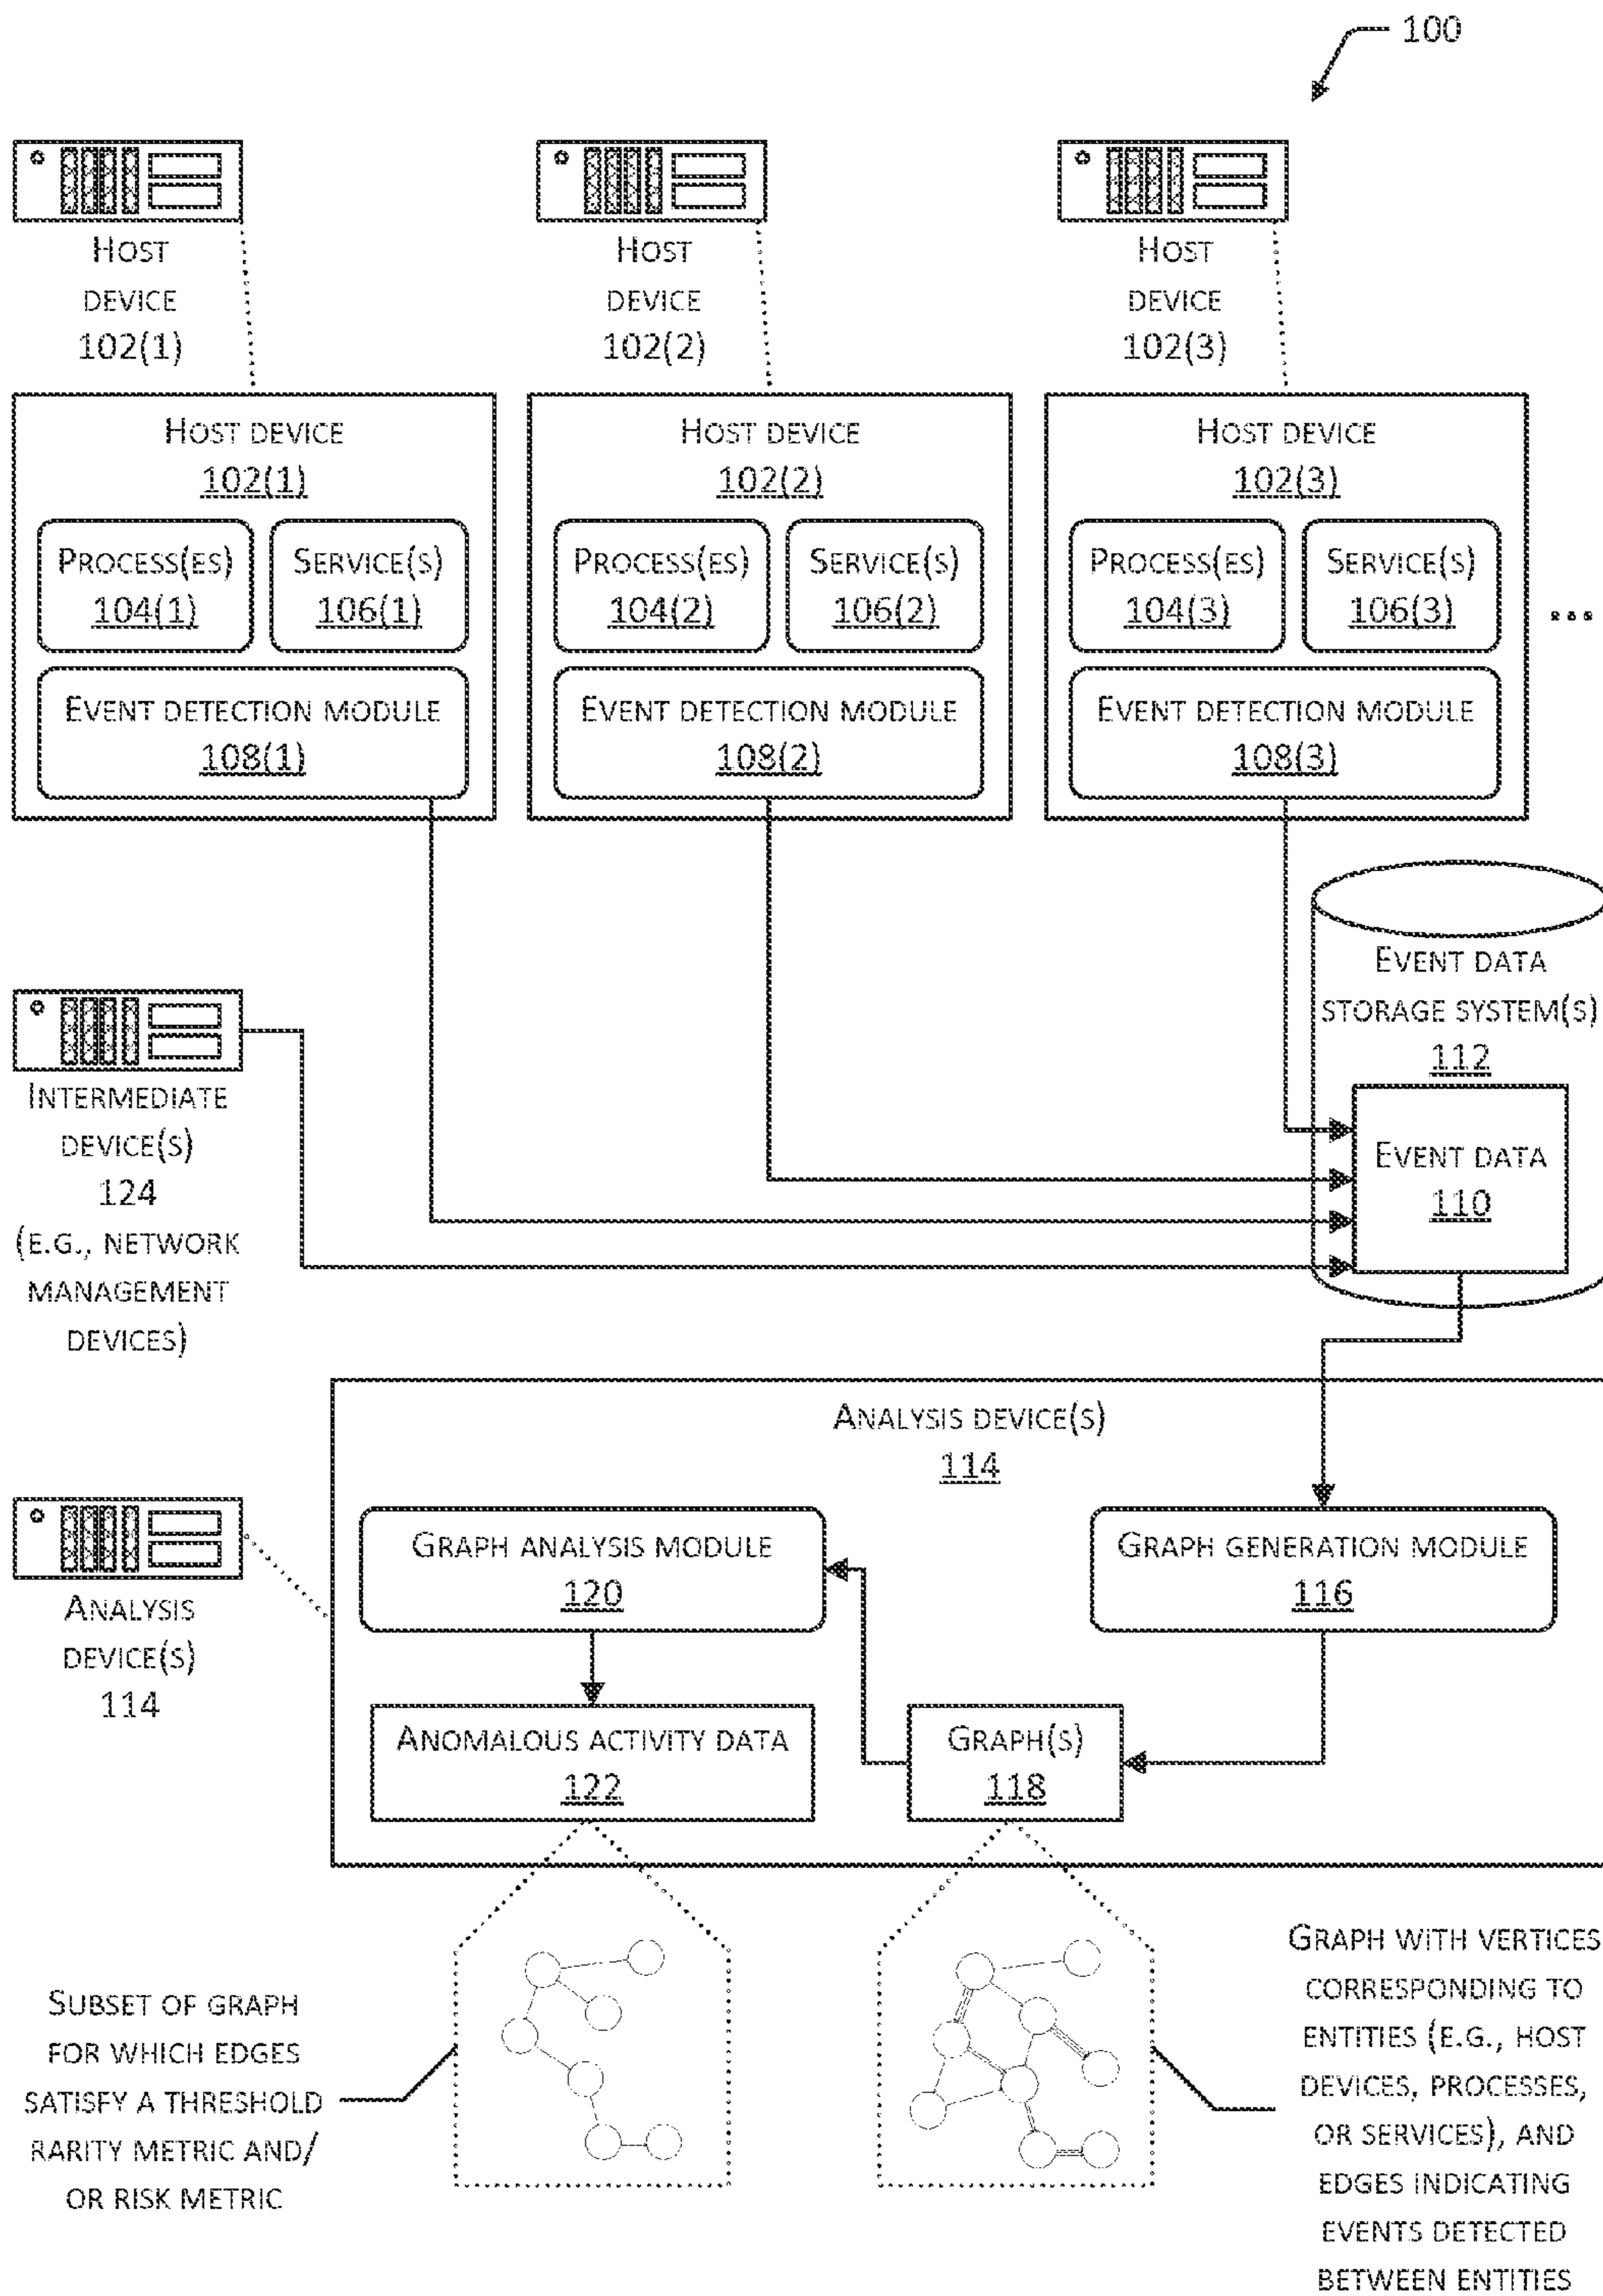 100
HOST
DEVICE
102(1)
HOST
DEVICE
102(2)
HOST
DEVICE
102(3)
HOST DEVICE
102(1)
PROCESS(ES)
104(1)
SERVICE(S)
106(1)
EVENT DETECTION MODULE
108(1)
HOST DEVICE
102(2)
PROCESS(ES)
104(2)
SERVICE(S)
106(2)
EVENT DETECTION MODULE
108(2)
HOST DEVICE
102(3)
PROCESS(ES)
104(3)
SERVICE(S)
106(3)
EVENT DETECTION MODULE
108(3)
...
EVENT DATA
STORAGE SYSTEM(S)
112
EVENT DATA
110
INTERMEDIATE
DEVICE(S)
124
(E.G., NETWORK
MANAGEMENT
DEVICES)
ANALYSIS DEVICE(S)
114
ANALYSIS
DEVICE(S)
114
GRAPH ANALYSIS MODULE
120
GRAPH GENERATION MODULE
116
ANOMALOUS ACTIVITY DATA
122
GRAPH(S)
118
SUBSET OF GRAPH
FOR WHICH EDGES
SATISFY A THRESHOLD
RARITY METRIC AND/
OR RISK METRIC
GRAPH WITH VERTICES
CORRESPONDING TO
ENTITIES (E.G., HOST
DEVICES, PROCESSES,
OR SERVICES), AND
EDGES INDICATING
EVENTS DETECTED
BETWEEN ENTITIES